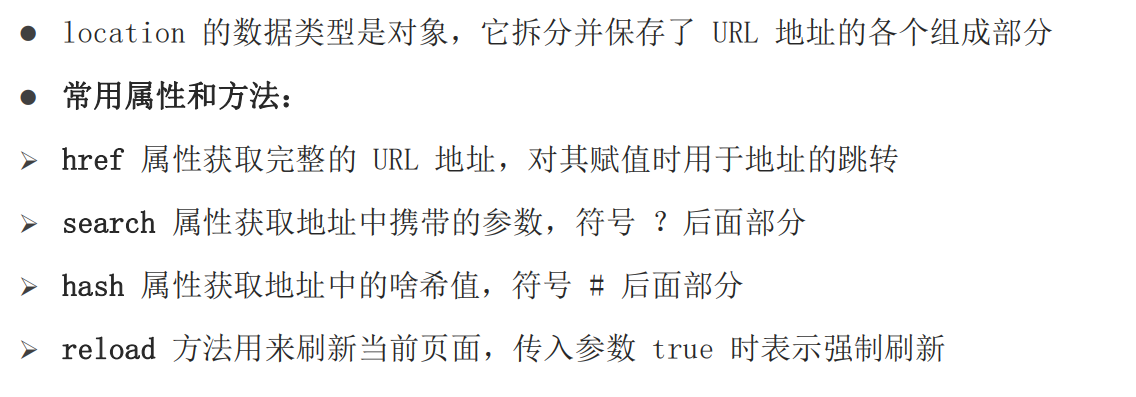 ● location 的数据类型是对象，它拆分并保存了 URL 地址的各个组成部分
● 常用属性和方法：
➢ href 属性获取完整的 URL 地址，对其赋值时用于地址的跳转
➢ search 属性获取地址中携带的参数，符号 ？后面部分
➢ hash 属性获取地址中的啥希值，符号 # 后面部分
➢ reload 方法用来刷新当前页面，传入参数 true 时表示强制刷新